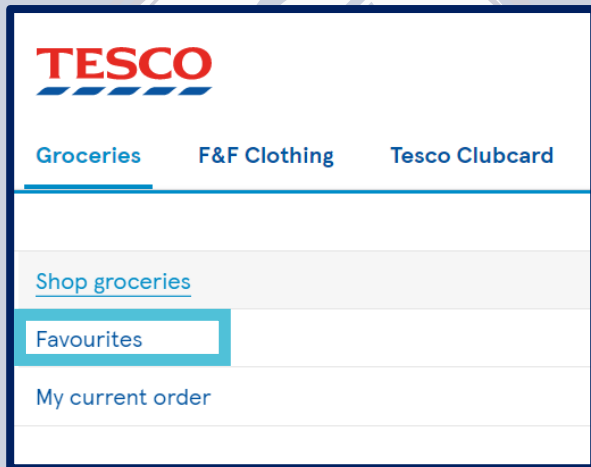 TESCO
Groceries F&F Clothing Tesco Clubcard
Shop groceries
Favourites
My current order